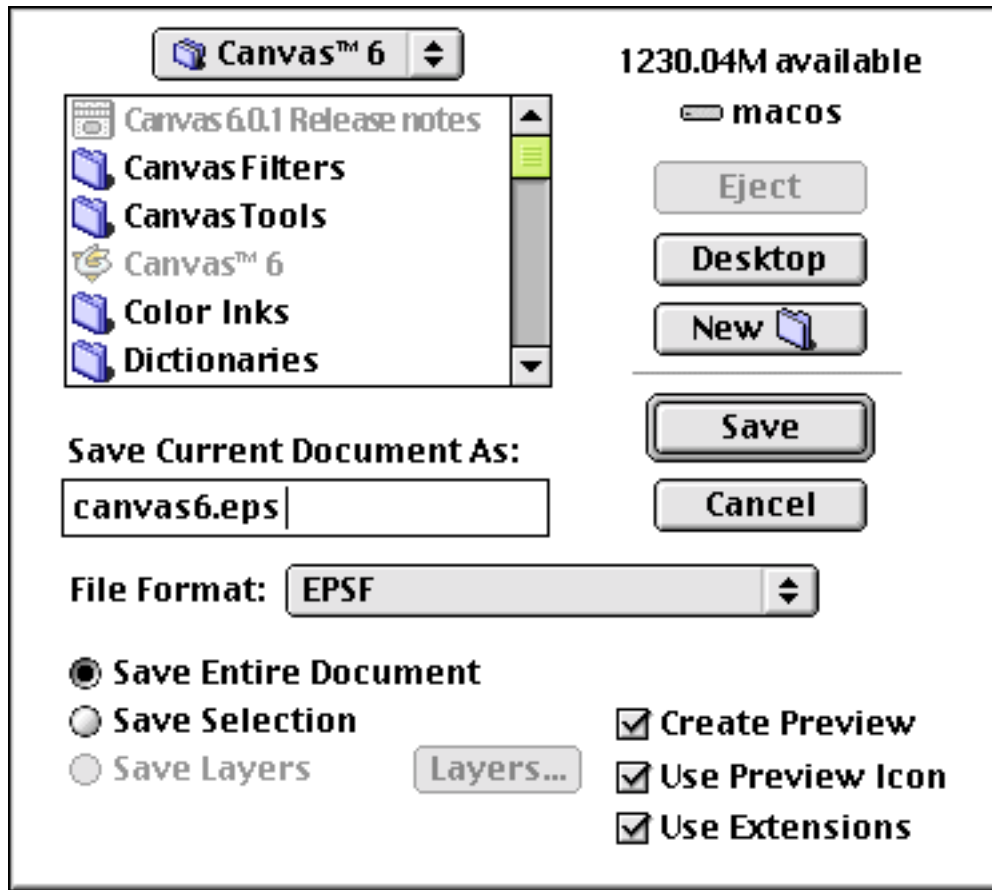 Canvas™ 6
1230.04M available
macos
Canvas 6.0.1 Release notes
Canvas Filters
Canvas Tools
Canvas™ 6
Color Inks
Dictionaries
Eject
Desktop
New
Save
Cancel
Save Current Document As:
canvas6.eps
File Format: EPSF
Save Entire Document
Save Selection
Save Layers Layers...
Create Preview
Use Preview Icon
Use Extensions